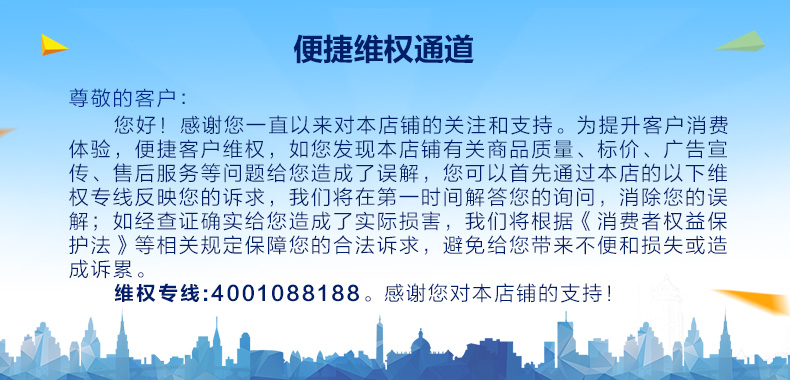 便捷维权通道
尊敬的客户：
您好！感谢您一直以来对本店铺的关注和支持。为提升客户消费
体验，便捷客户维权，如您发现本店铺有关商品质量、标价、广告宣
传、售后服务等问题给您造成了误解，您可以首先通过本店的以下维
权专线反映您的诉求，我们将在第一时间解答您的询问，消除您的误
解；如经查证确实给您造成了实际损害，我们将根据《消费者权益保
护法》等相关规定保障您的合法诉求，避免给您带来不便和损失或造
成诉累。
维权专线:4001088188。感谢您对本店铺的支持！